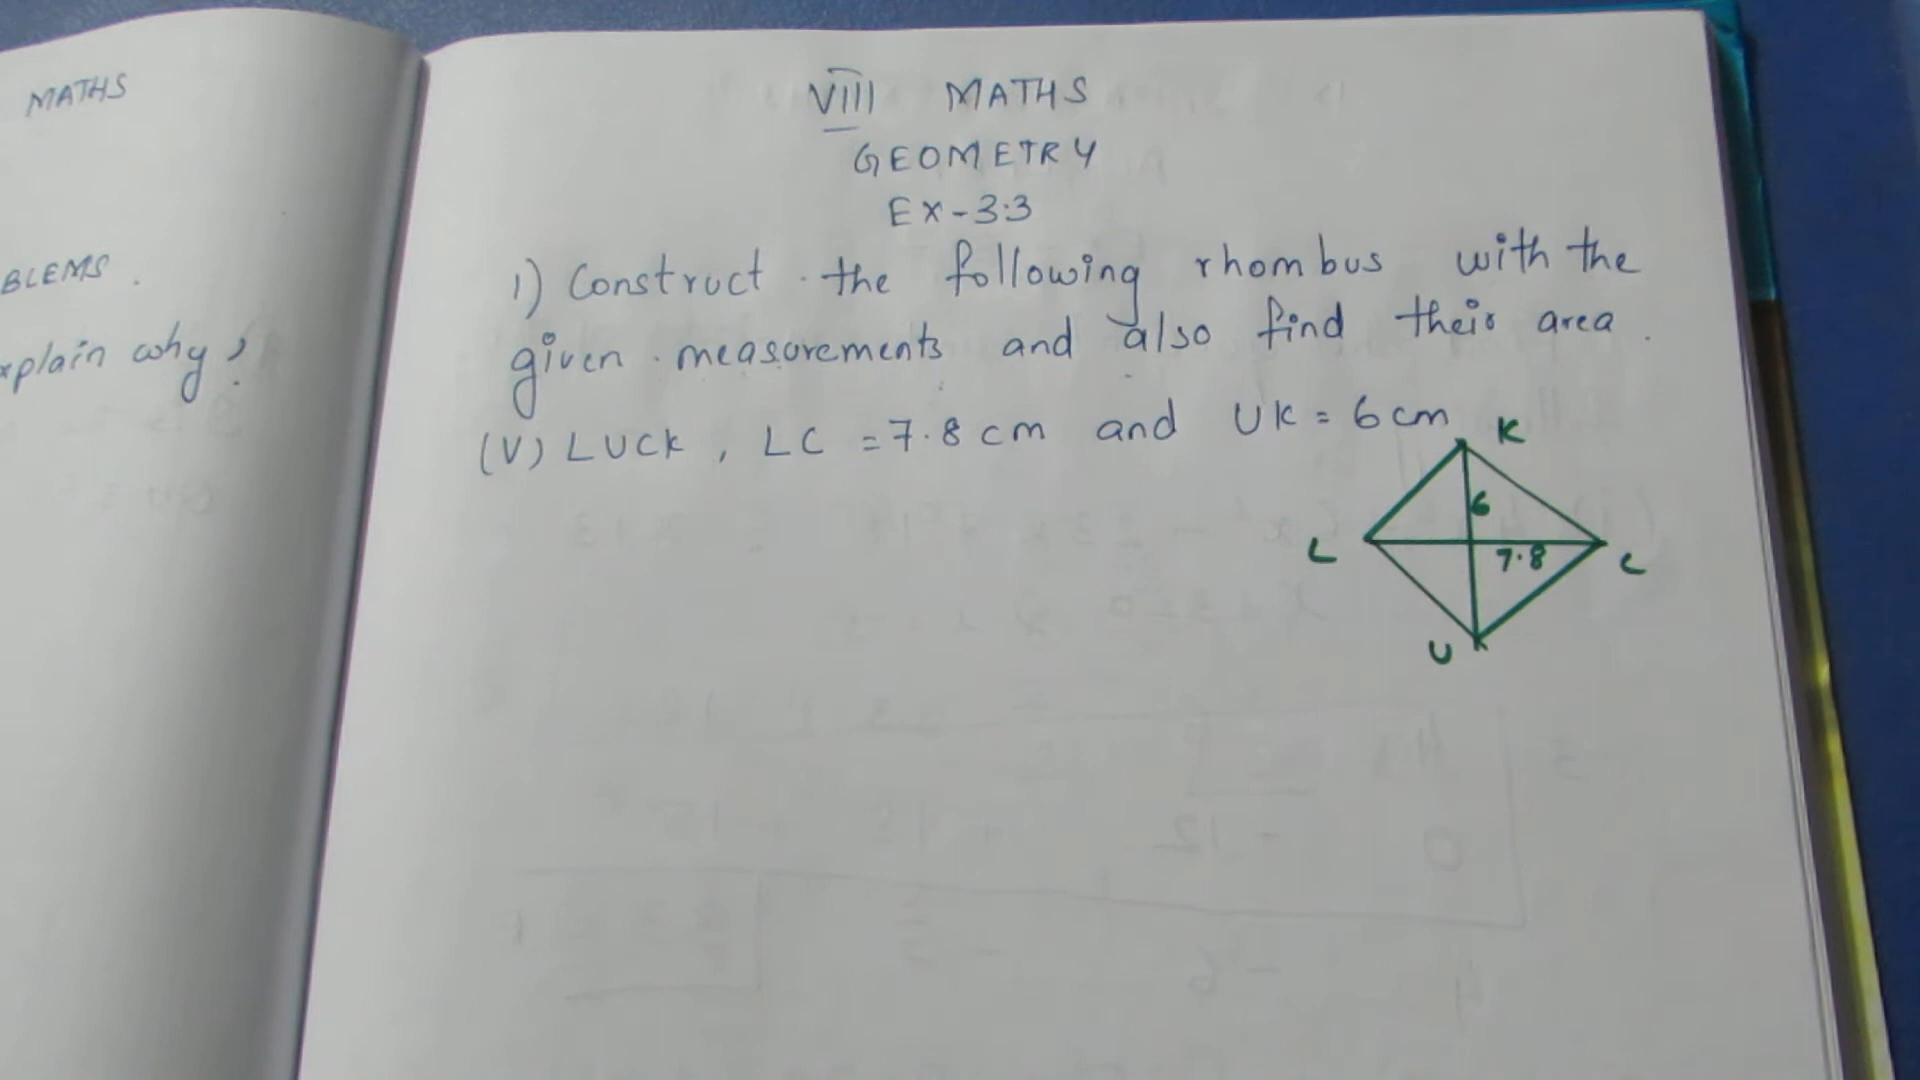 MATHS
BLEMS.
xplain why?
VIII MATHS
GEOMETRY
EX-3.3
1) Construct the following rhombus with the
given measurements and also find their area.
(V) LUCK, LC = 7.8 cm and UK = 6 cm
K
6
L
7.8
C
U